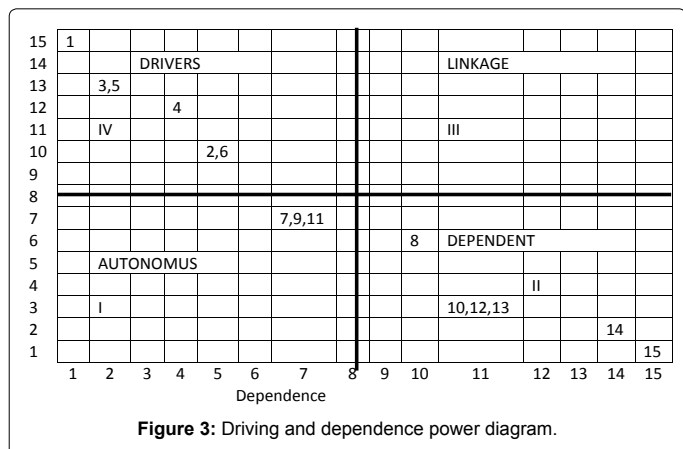 15 1
14 DRIVERS LINKAGE
13 3,5
12 4
11 IV III
10 2,6
9
8
7 7,9,11
6 8 DEPENDENT
5 AUTONOMUS
4 II
3 I 10,12,13
2 14
1 15
1 2 3 4 5 6 7 8 9 10 11 12 13 14 15
Dependence
Figure 3: Driving and dependence power diagram.